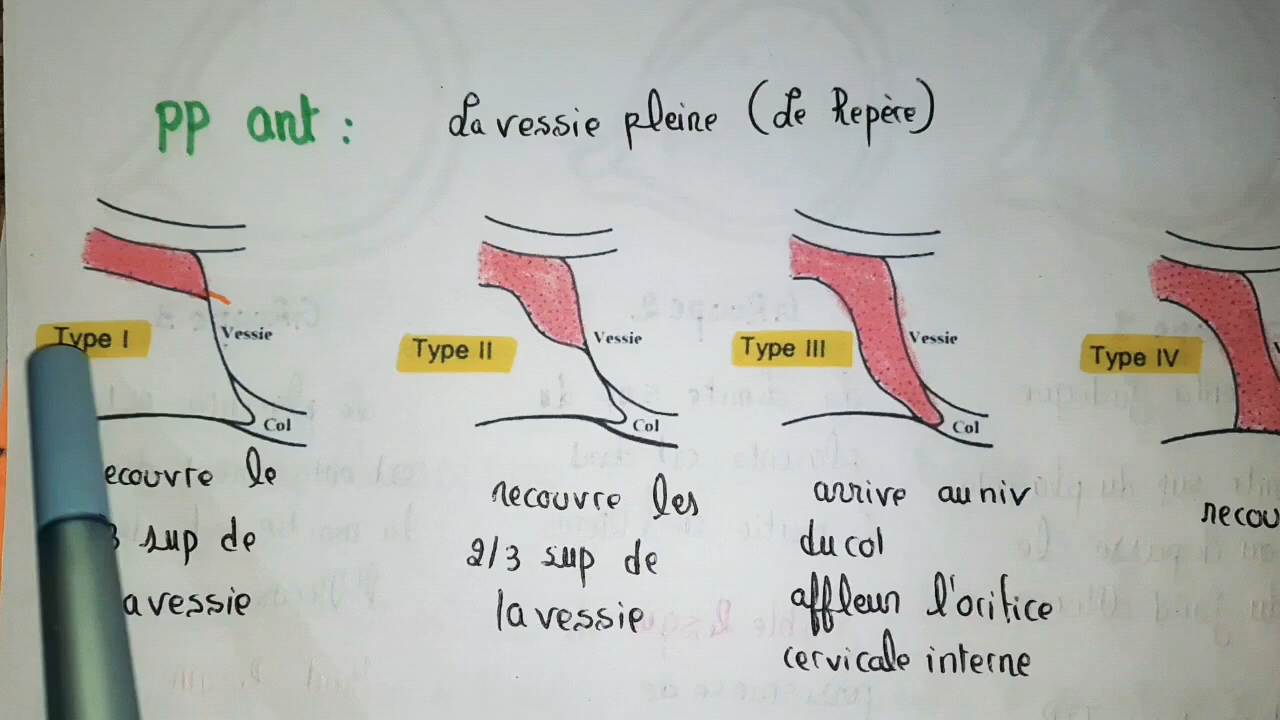 PP ant : La vessie pleine (Le Repère)
Vessie Vessie Vessie
Type I Type II Type III Type IV
Col Col Col
ecouvre le
3 sup de
a vessie
recouvre les
2/3 sup de
la vessie
arrive au niv
du col
affleur l'orifice
cervicale interne
recou